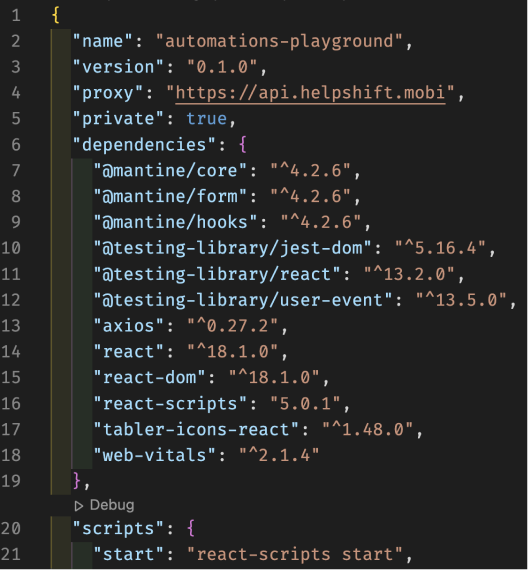 1 {
2 "name": "automations-playground",
3 "version": "0.1.0",
4 "proxy": "https://api.helpshift.mobi",
5 "private": true,
6 "dependencies": {
7 "@mantine/core": "^4.2.6",
8 "@mantine/form": "^4.2.6",
9 "@mantine/hooks": "^4.2.6",
10 "@testing-library/jest-dom": "^5.16.4",
11 "@testing-library/react": "^13.2.0",
12 "@testing-library/user-event": "^13.5.0",
13 "axios": "^0.27.2",
14 "react": "^18.1.0",
15 "react-dom": "^18.1.0",
16 "react-scripts": "5.0.1",
17 "tabler-icons-react": "^1.48.0",
18 "web-vitals": "^2.1.4"
19 },
Debug
20 "scripts": {
21 "start": "react-scripts start",